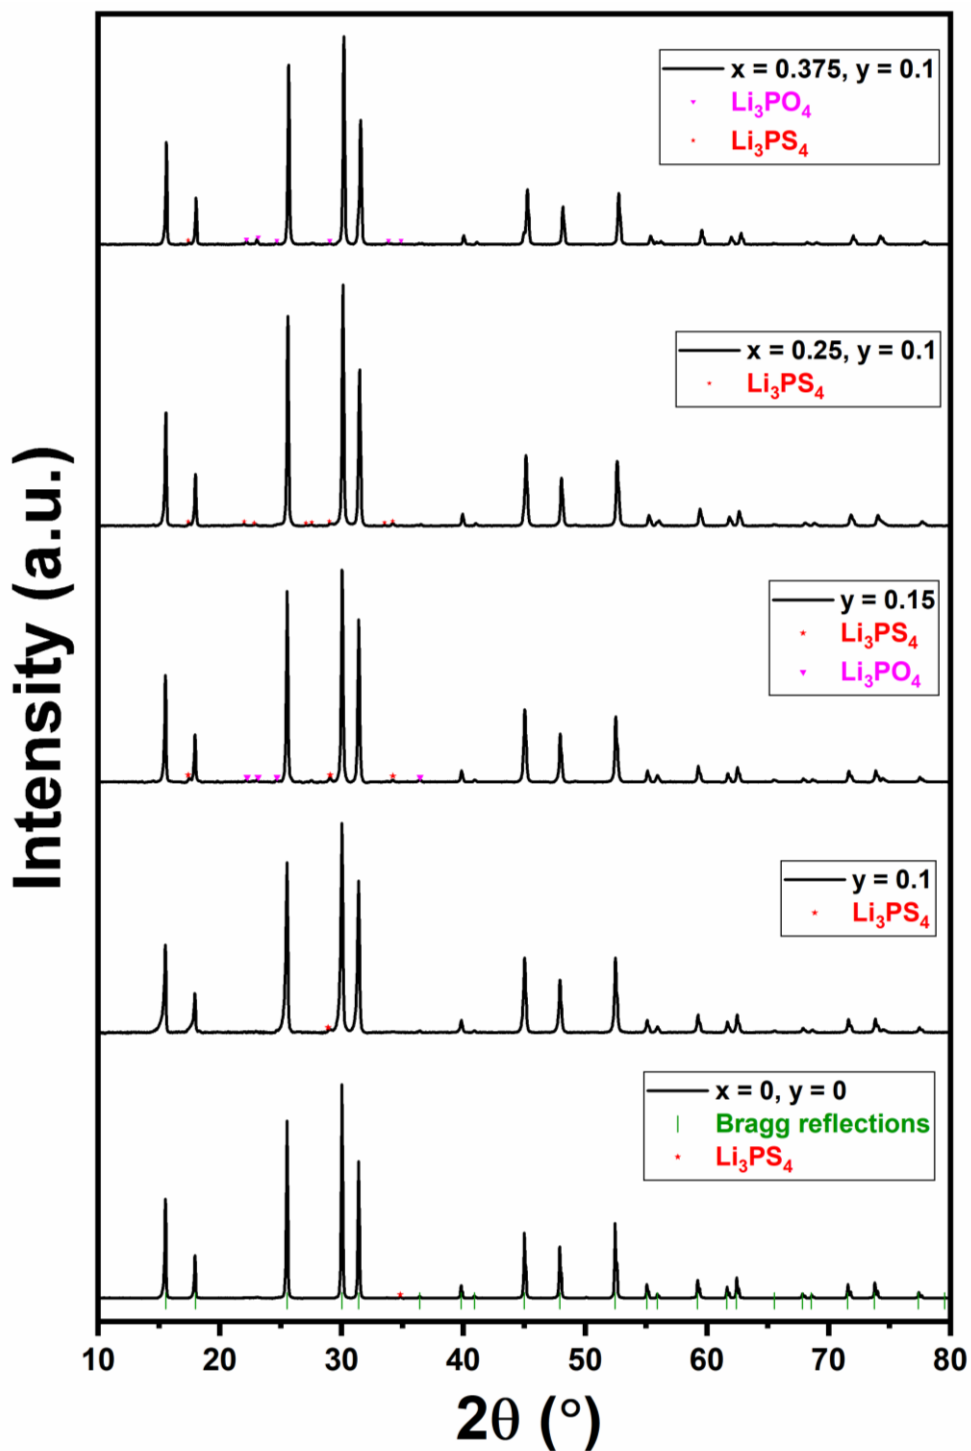 x = 0.375, y = 0.1
Li₃PO₄
Li₃PS₄
x = 0.25, y = 0.1
Li₃PS₄
y = 0.15
Li₃PS₄
Li₃PO₄
y = 0.1
Li₃PS₄
x = 0, y = 0
Bragg reflections
Li₃PS₄
Intensity (a.u.)
10 20 30 40 50 60 70 80
2θ (°)